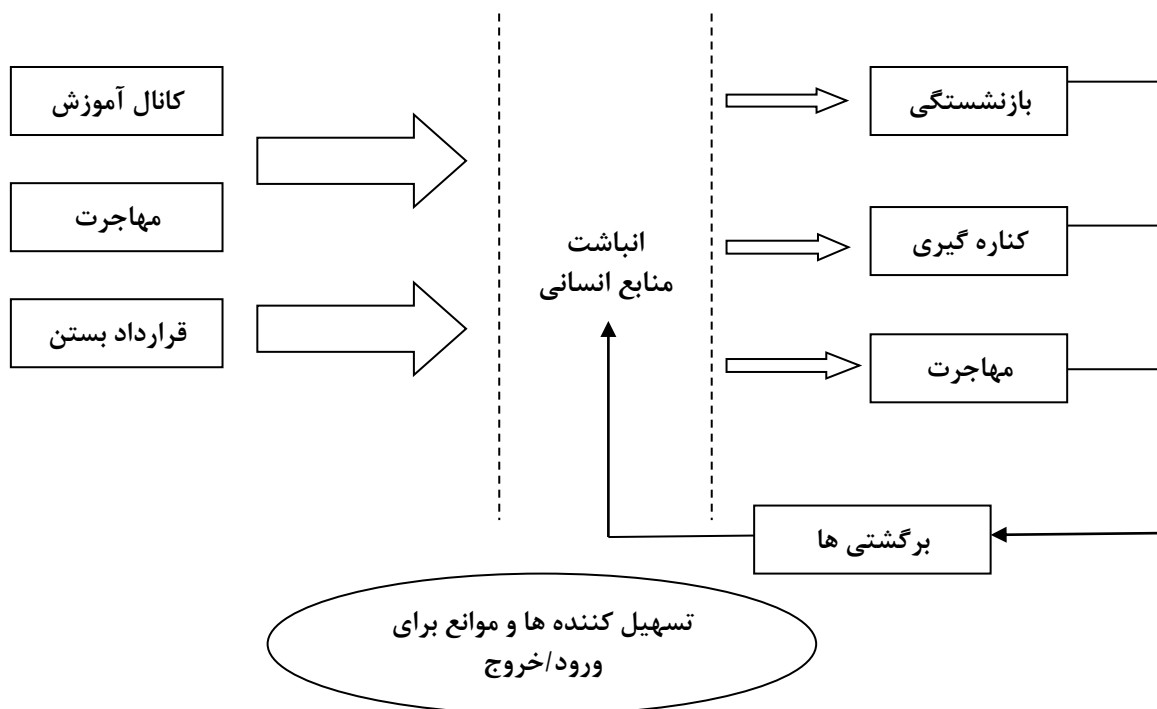 کانال آموزش
مهاجرت
قرارداد بستن
انباشت
منابع انسانی
بازنشستگی
کناره گیری
مهاجرت
برگشتی ها
تسهیل کننده ها و موانع برای
ورود/خروج